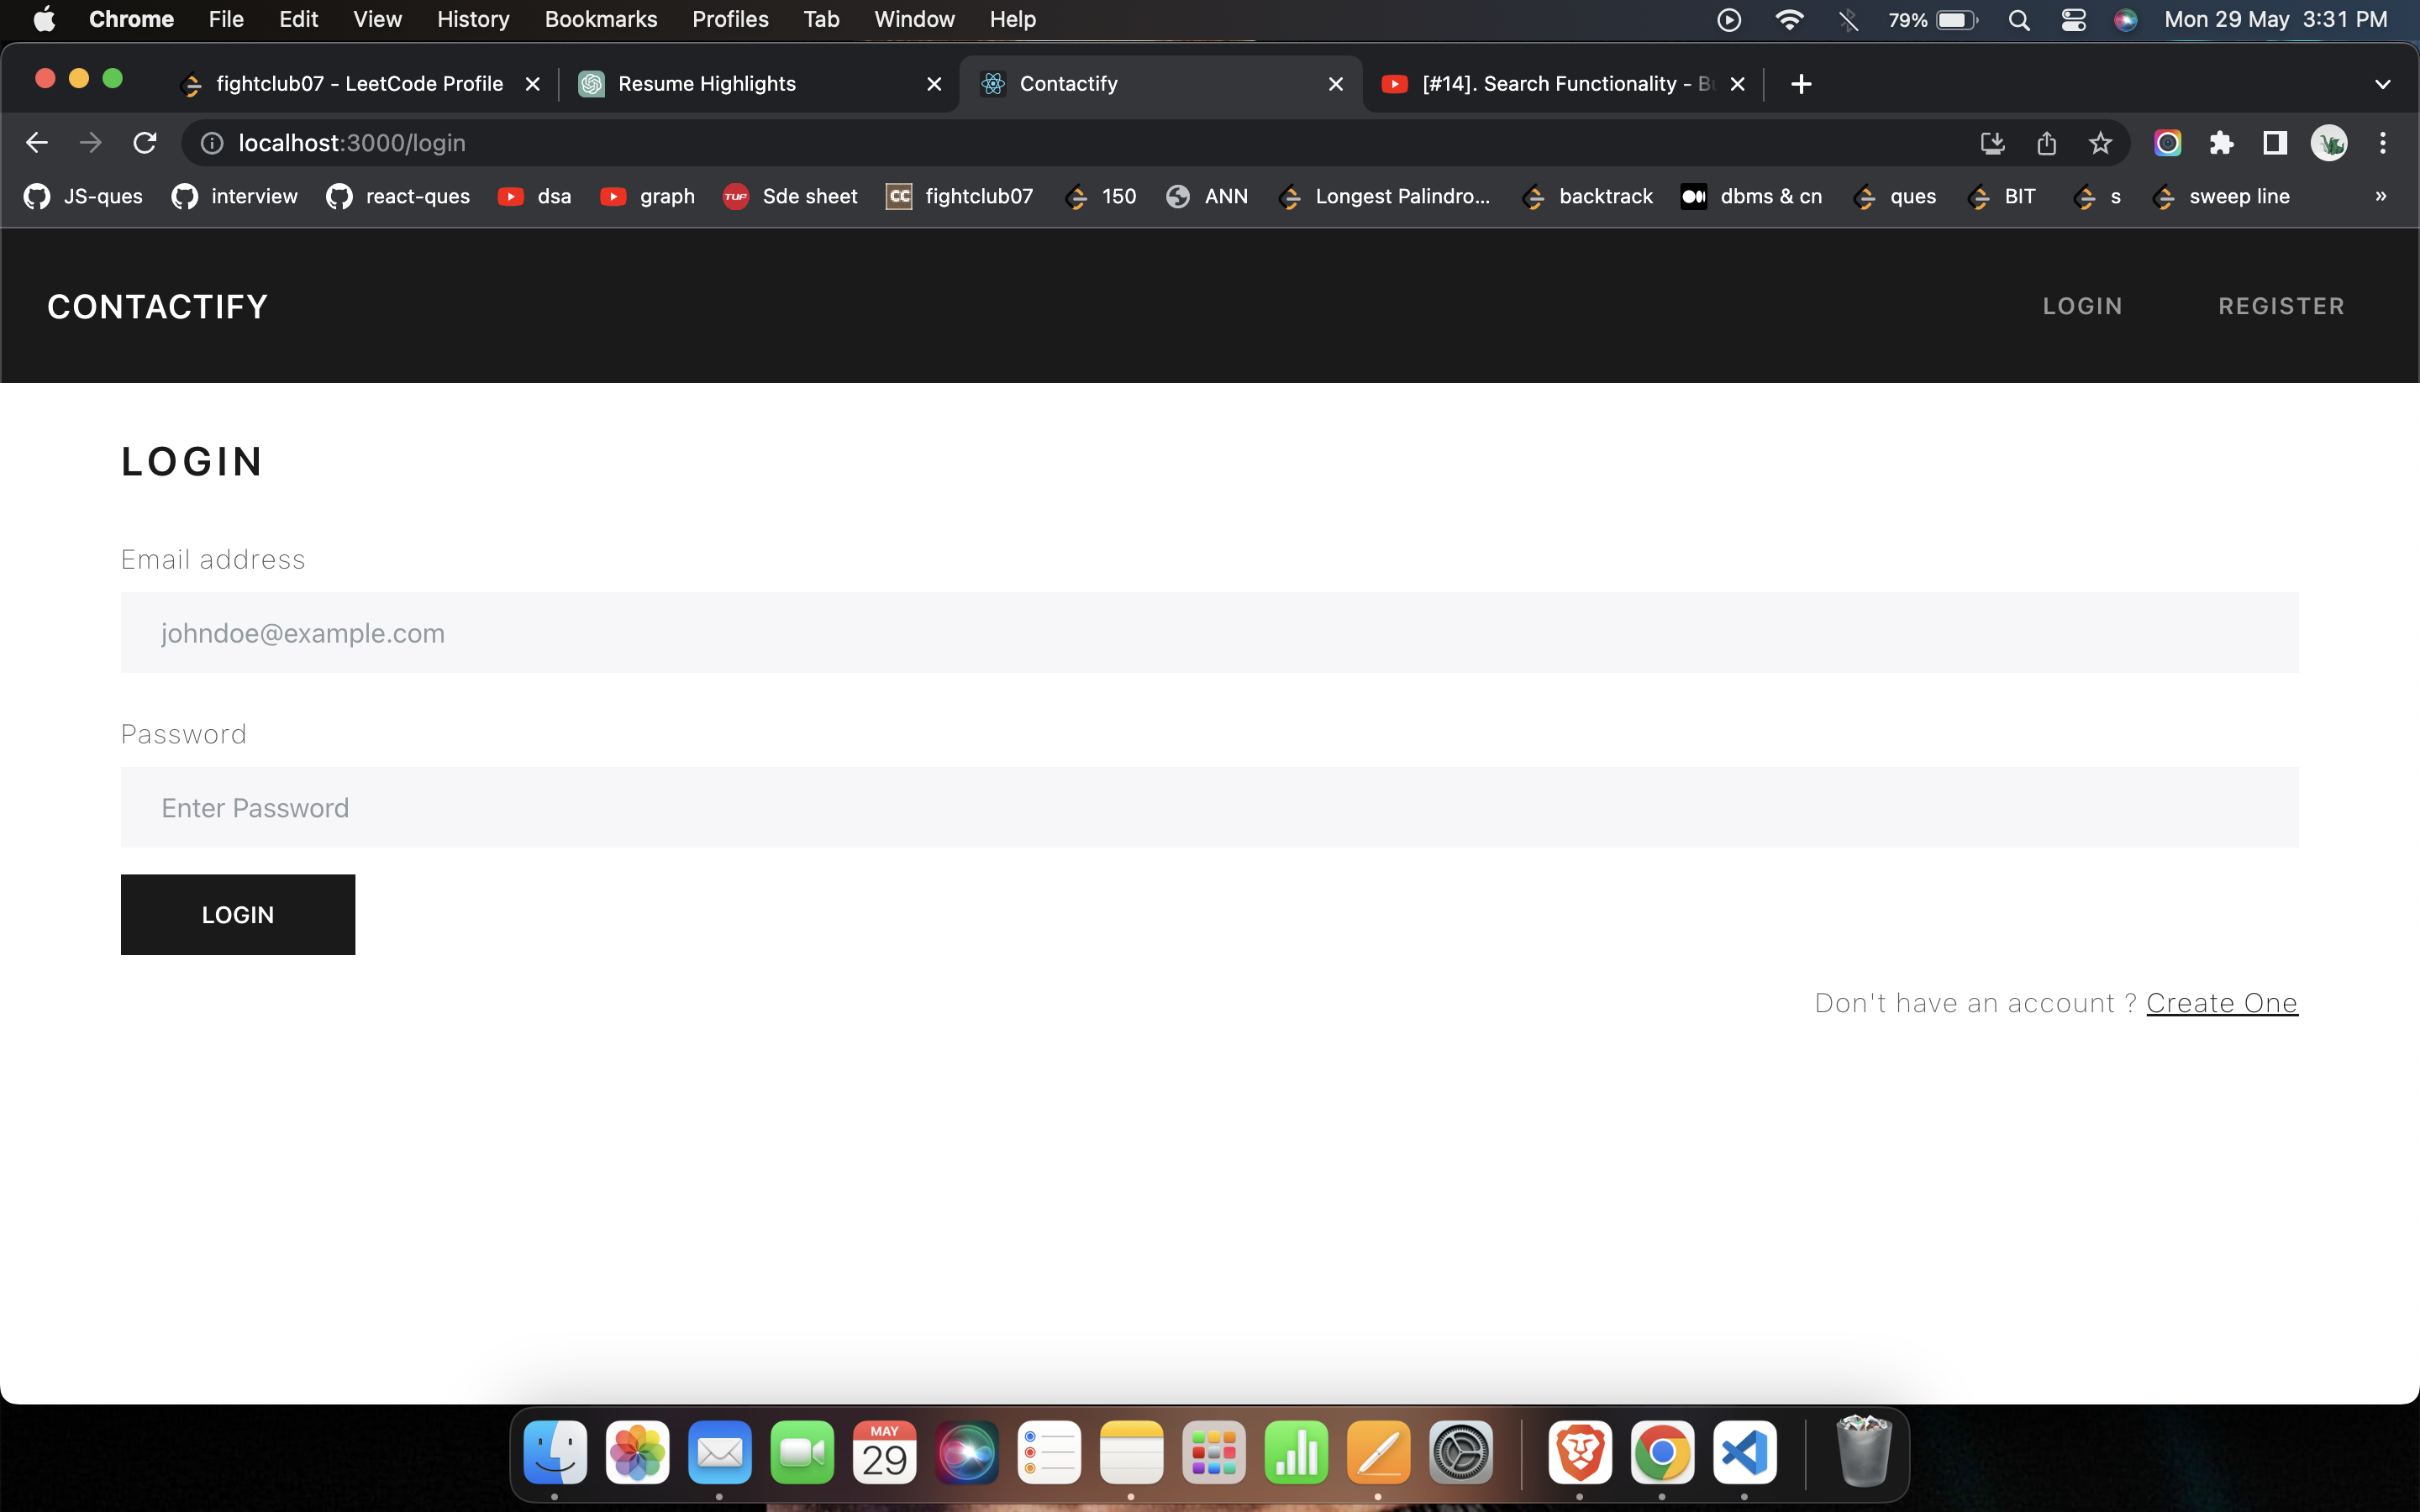 Chrome File Edit View History Bookmarks Profiles Tab Window Help 79% Mon 29 May 3:31 PM
fightclub07 - LeetCode Profile Resume Highlights Contactify [#14]. Search Functionality - B
localhost:3000/login
JS-ques interview react-ques dsa graph TUF Sde sheet CC fightclub07 150 ANN Longest Palindro... backtrack dbms & cn ques BIT s sweep line »
CONTACTIFY LOGIN REGISTER
LOGIN
Email address
johndoe@example.com
Password
Enter Password
LOGIN
Don't have an account ? Create One
MAY
29